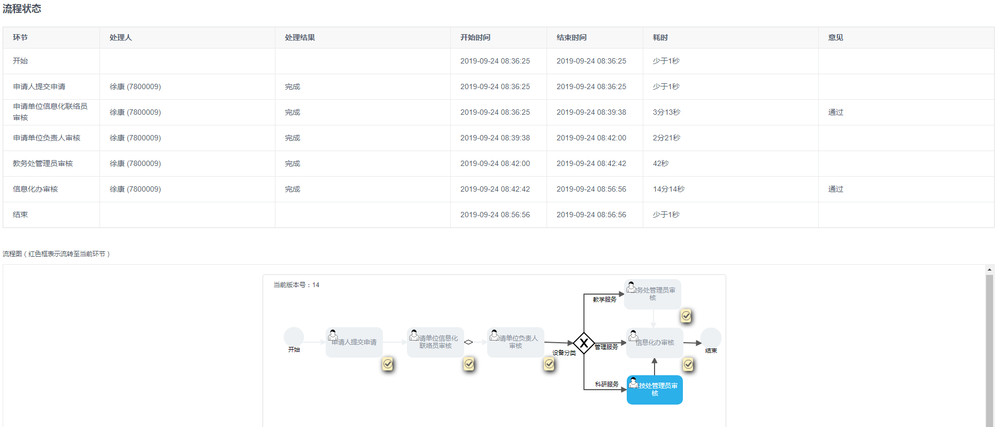 流程状态
环节 处理人 处理结果 开始时间 结束时间 耗时 意见
开始 2019-09-24 08:36:25 2019-09-24 08:36:25 少于1秒
申请人提交申请 徐康 (7800009) 完成 2019-09-24 08:36:25 2019-09-24 08:36:25 少于1秒
申请单位信息化联络员
审核 徐康 (7800009) 完成 2019-09-24 08:36:25 2019-09-24 08:39:38 3分13秒 通过
申请单位负责人审核 徐康 (7800009) 完成 2019-09-24 08:39:38 2019-09-24 08:42:00 2分21秒
教务处管理员审核 徐康 (7800009) 完成 2019-09-24 08:42:00 2019-09-24 08:42:42 42秒
信息化办审核 徐康 (7800009) 完成 2019-09-24 08:42:42 2019-09-24 08:56:56 14分14秒 通过
结束 2019-09-24 08:56:56 2019-09-24 08:56:56 少于1秒
流程图（红色框表示流转至当前环节）
当前版本号：14
开始
申请人提交申请
请单位信息化
联络员审核
请单位负责人
审核
设备分类
教学服务
管理服务
科研服务
务处管理员审
核
信息化办审核
技处管理员审
核
结束